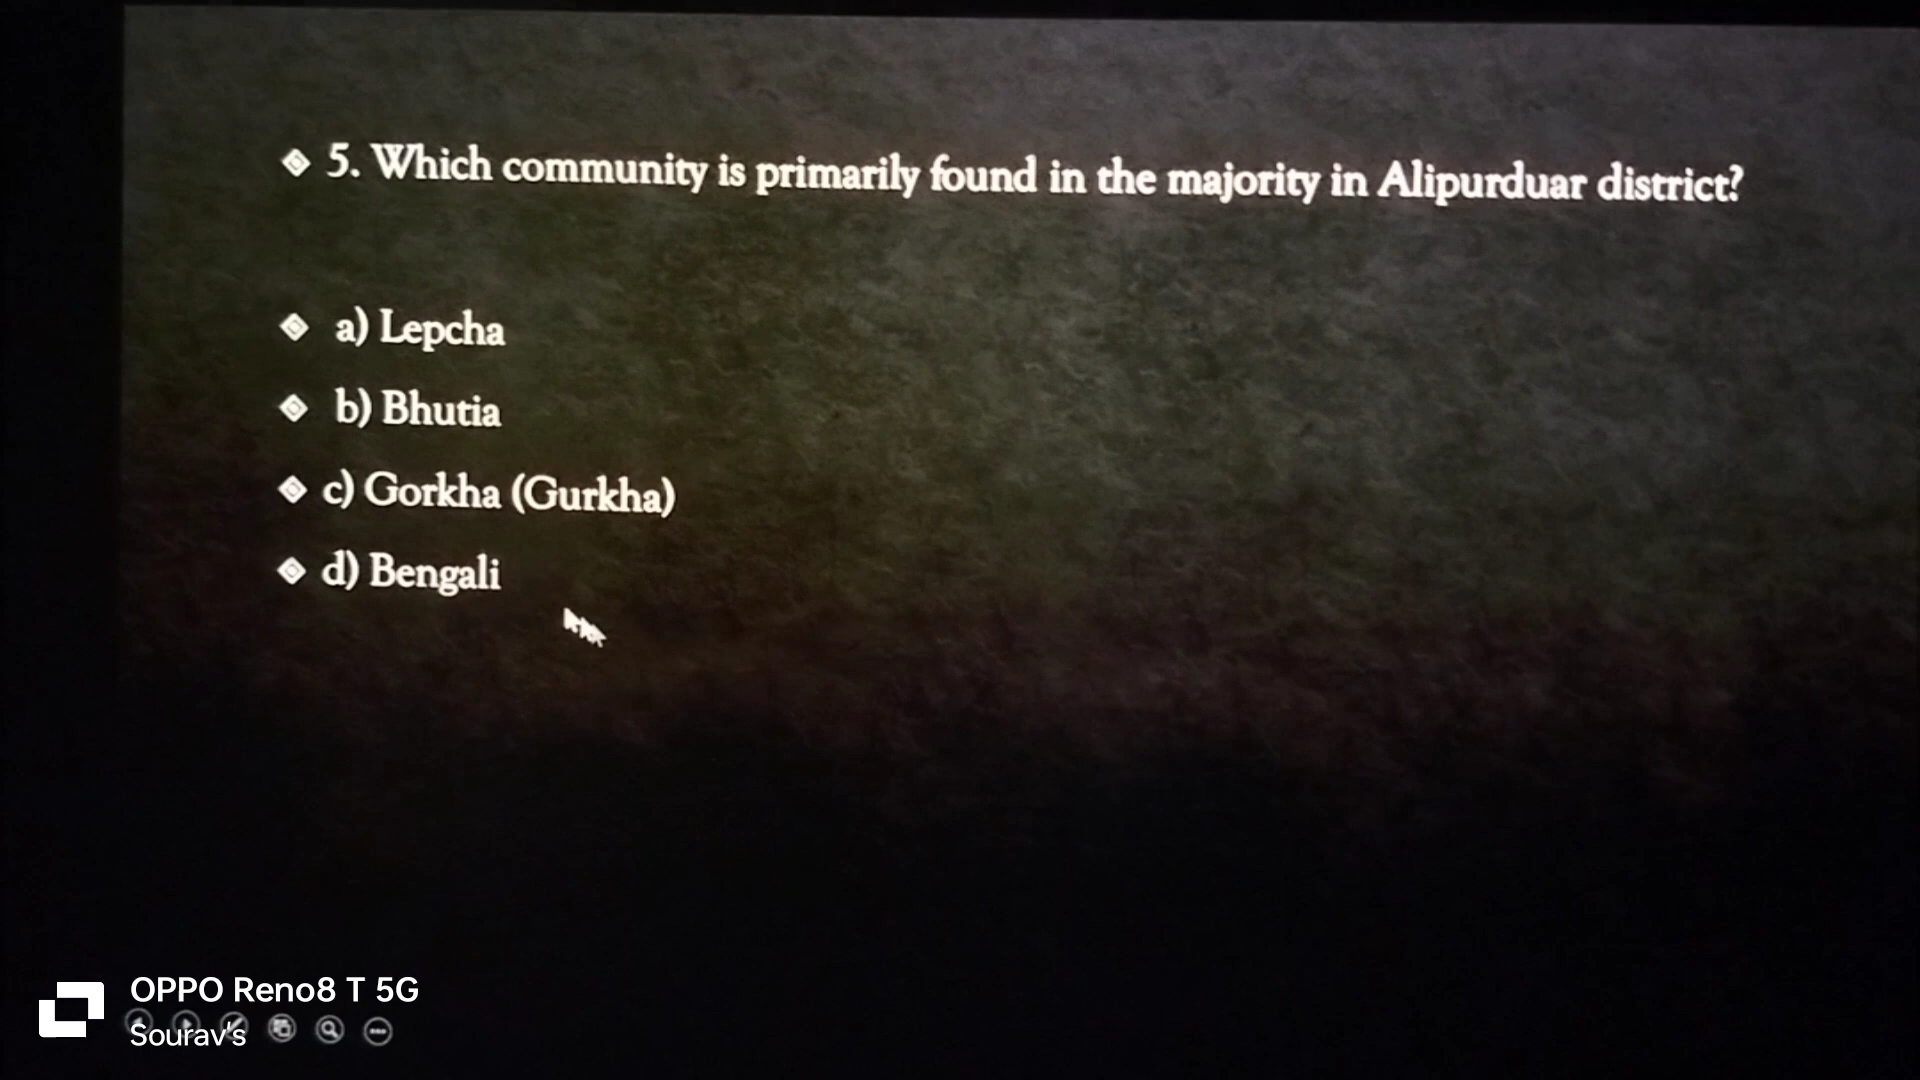 5. Which community is primarily found in the majority in Alipurduar district?
a) Lepcha
b) Bhutia
c) Gorkha (Gurkha)
d) Bengali
OPPO Reno8 T 5G
Sourav's